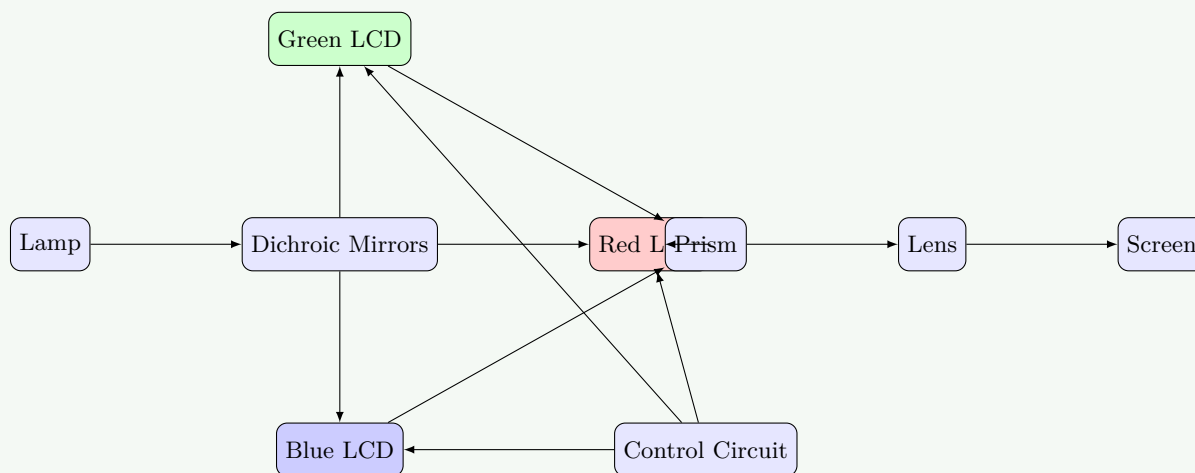 Green LCD
Lamp
Dichroic Mirrors
Red L
Prism
Lens
Screen
Blue LCD
Control Circuit